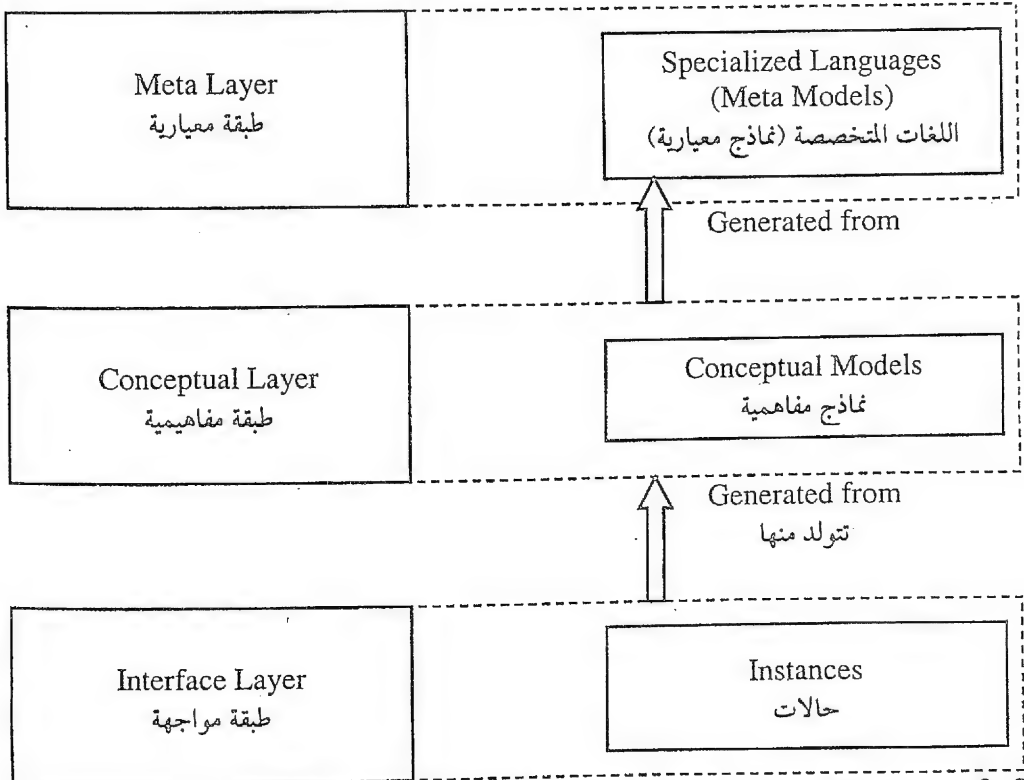 Meta Layer
طبقة معيارية
Specialized Languages
(Meta Models)
اللغات المتخصصة (نماذج معيارية)
Generated from
Conceptual Layer
طبقة مفاهيمية
Conceptual Models
نماذج مفاهمية
Generated from
تتولد منها
Interface Layer
طبقة مواجهة
Instances
حالات